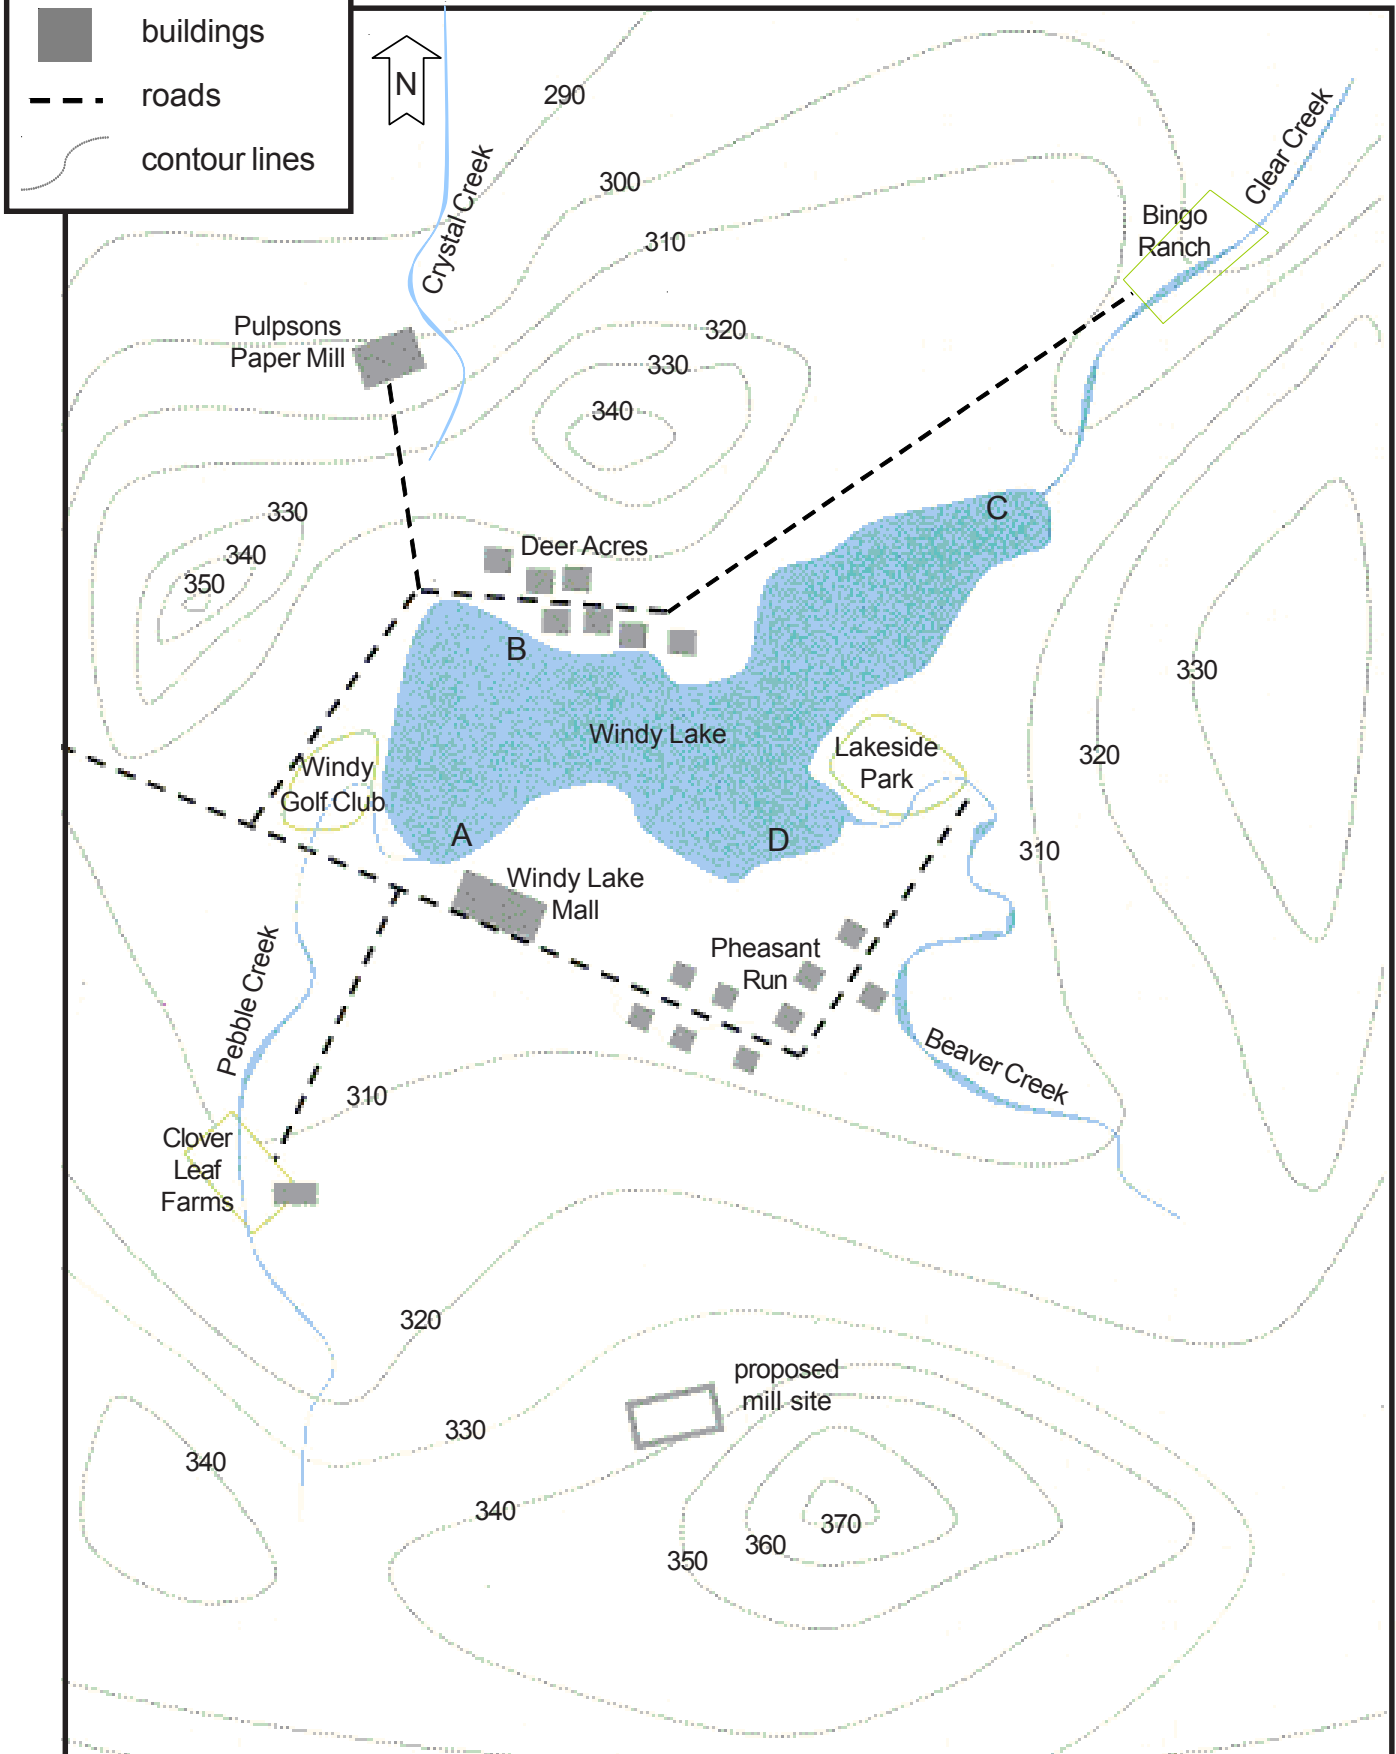 buildings
roads
contour lines
N
290
Crystal Creek
Clear Creek
300
Bingo
Ranch
310
Pulpsons
Paper Mill
320
330
340
C
330
Deer Acres
340
350
B
330
Windy Lake
Lakeside
Park
320
Windy
Golf Club
A
D
310
Windy Lake
Mall
Pheasant
Run
Pebble Creek
Beaver Creek
310
Clover
Leaf
Farms
320
proposed
mill site
330
340
340
370
360
350